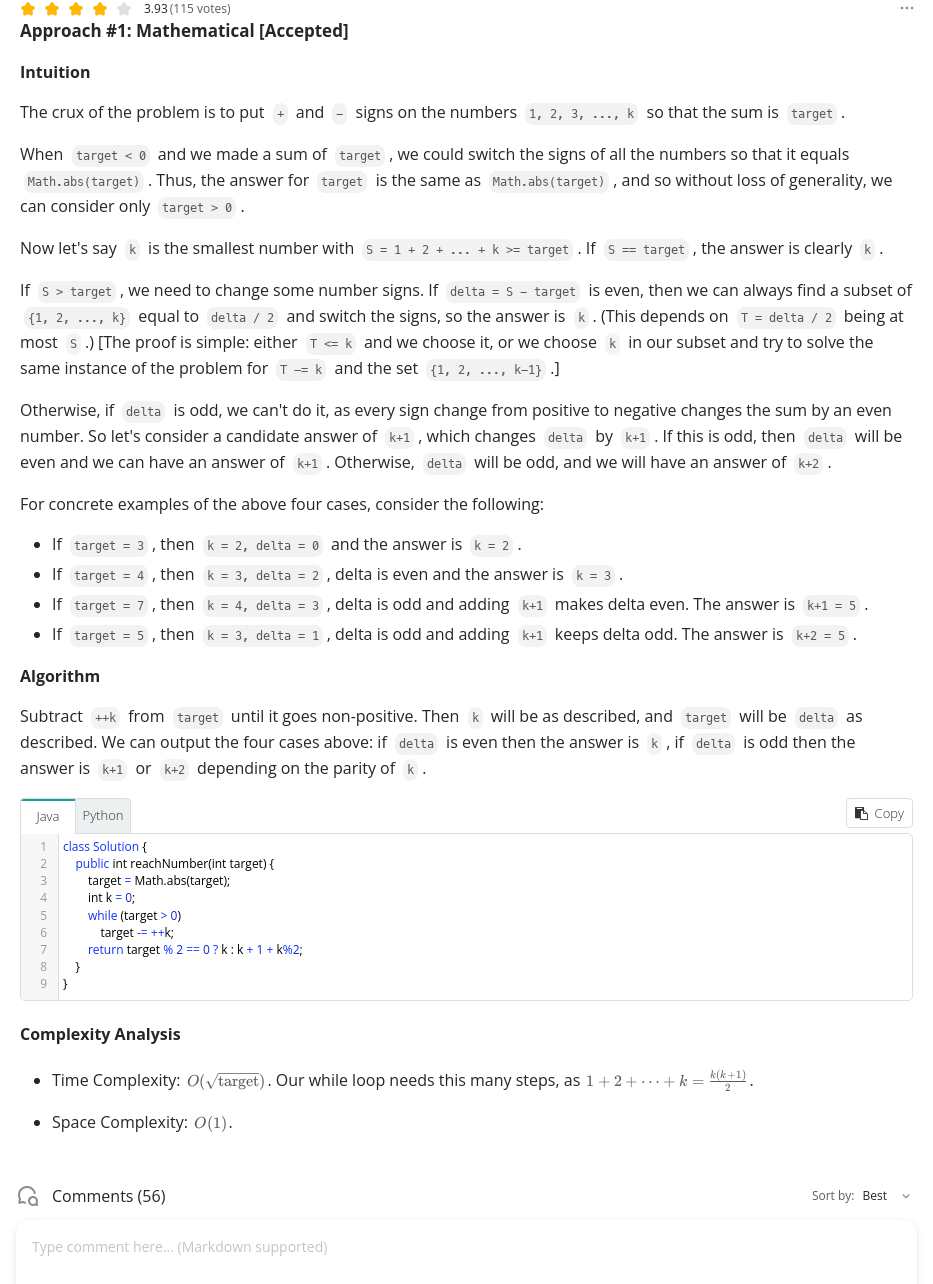 3.93 (115 votes)
Approach #1: Mathematical [Accepted]
Intuition
The crux of the problem is to put + and − signs on the numbers 1, 2, 3, ..., k so that the sum is target .
When target < 0 and we made a sum of target , we could switch the signs of all the numbers so that it equals
Math.abs(target) . Thus, the answer for target is the same as Math.abs(target) , and so without loss of generality, we
can consider only target > 0 .
Now let's say k is the smallest number with S = 1 + 2 + ... + k >= target . If S == target , the answer is clearly k .
If S > target , we need to change some number signs. If delta = S − target is even, then we can always find a subset of
{1, 2, ..., k} equal to delta / 2 and switch the signs, so the answer is k . (This depends on T = delta / 2 being at
most S .) [The proof is simple: either T <= k and we choose it, or we choose k in our subset and try to solve the
same instance of the problem for T −= k and the set {1, 2, ..., k−1} .]
Otherwise, if delta is odd, we can't do it, as every sign change from positive to negative changes the sum by an even
number. So let's consider a candidate answer of k+1 , which changes delta by k+1 . If this is odd, then delta will be
even and we can have an answer of k+1 . Otherwise, delta will be odd, and we will have an answer of k+2 .
For concrete examples of the above four cases, consider the following:
• If target = 3 , then k = 2, delta = 0 and the answer is k = 2 .
• If target = 4 , then k = 3, delta = 2 , delta is even and the answer is k = 3 .
• If target = 7 , then k = 4, delta = 3 , delta is odd and adding k+1 makes delta even. The answer is k+1 = 5 .
• If target = 5 , then k = 3, delta = 1 , delta is odd and adding k+1 keeps delta odd. The answer is k+2 = 5 .
Algorithm
Subtract ++k from target until it goes non-positive. Then k will be as described, and target will be delta as
described. We can output the four cases above: if delta is even then the answer is k , if delta is odd then the
answer is k+1 or k+2 depending on the parity of k .
Java Python Copy
1 class Solution {
2 public int reachNumber(int target) {
3 target = Math.abs(target);
4 int k = 0;
5 while (target > 0)
6 target -= ++k;
7 return target % 2 == 0 ? k : k + 1 + k%2;
8 }
9 }
Complexity Analysis
• Time Complexity: O(√target). Our while loop needs this many steps, as 1 + 2 + ⋯ + k = k(k+1)/2.
• Space Complexity: O(1).
Comments (56) Sort by: Best
Type comment here... (Markdown supported)